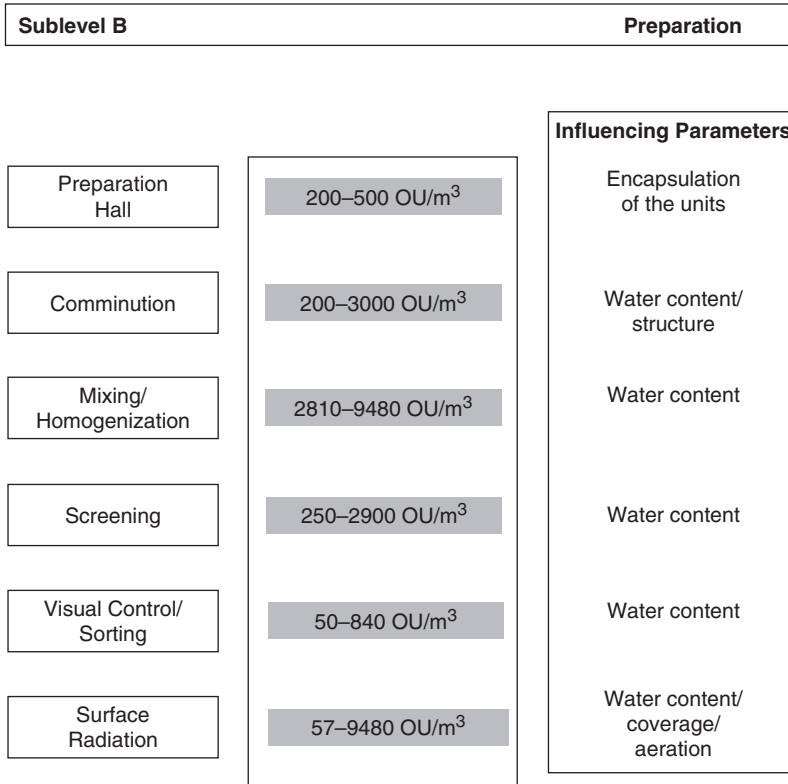 Sublevel B Preparation
Influencing Parameters
Preparation
Hall
200–500 OU/m³
Encapsulation
of the units
Comminution
200–3000 OU/m³
Water content/
structure
Mixing/
Homogenization
2810–9480 OU/m³
Water content
Screening
250–2900 OU/m³
Water content
Visual Control/
Sorting
50–840 OU/m³
Water content
Surface
Radiation
57–9480 OU/m³
Water content/
coverage/
aeration